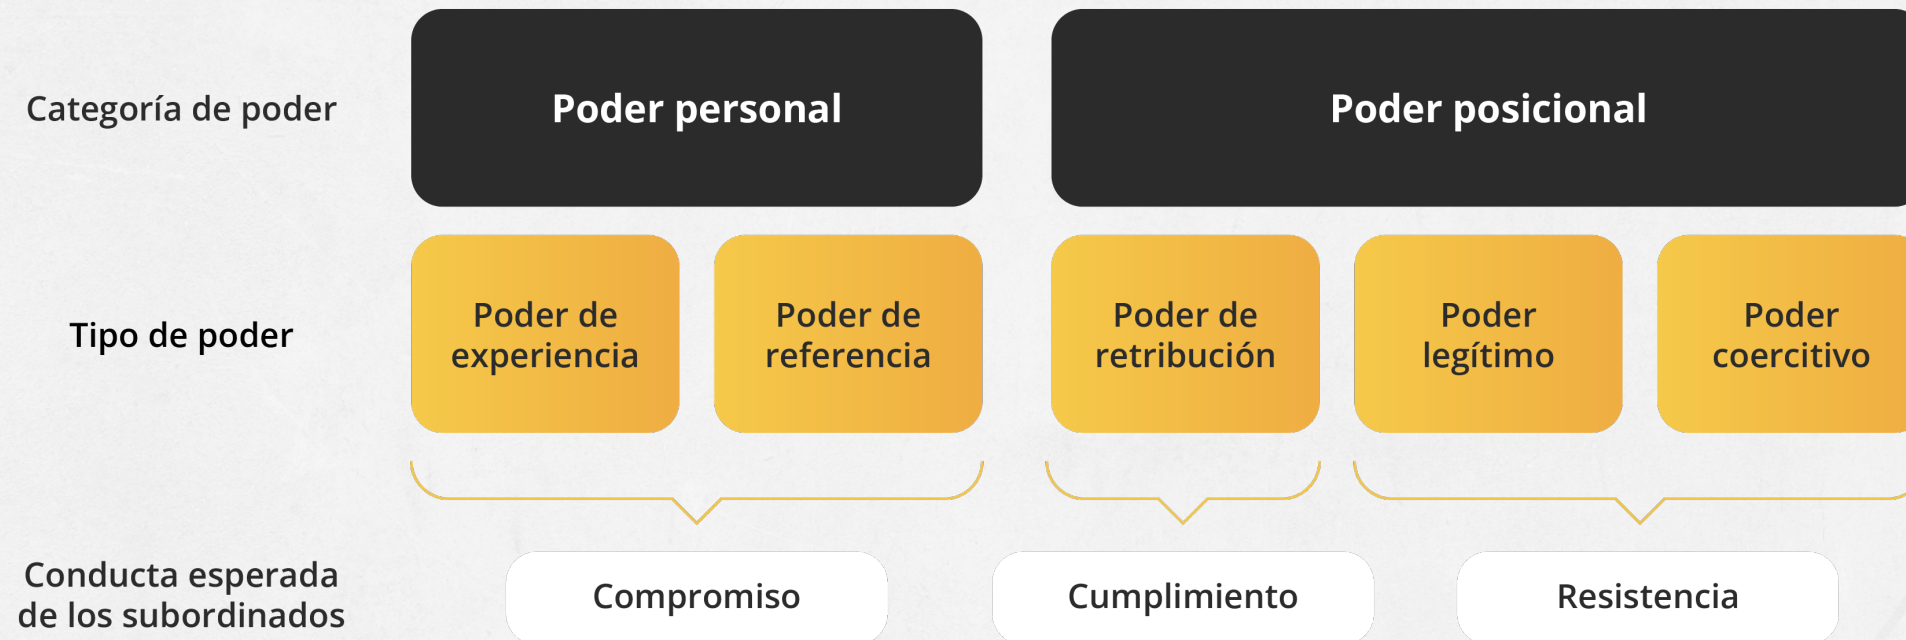 Categoría de poder
Poder personal
Poder posicional
Tipo de poder
Poder de
experiencia
Poder de
referencia
Poder de
retribución
Poder
legítimo
Poder
coercitivo
Conducta esperada
de los subordinados
Compromiso
Cumplimiento
Resistencia